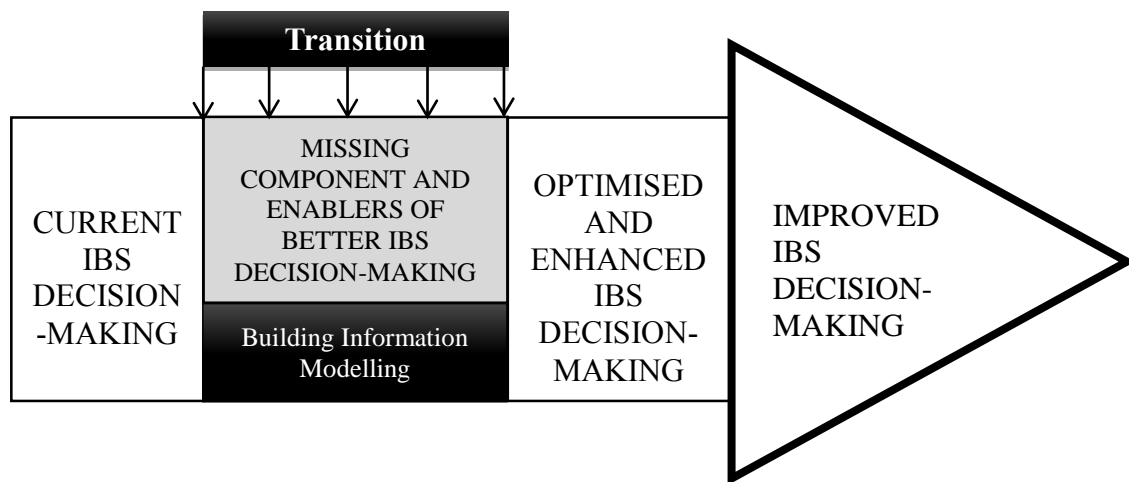 Transition
CURRENT
IBS
DECISION
-MAKING
MISSING
COMPONENT AND
ENABLERS OF
BETTER IBS
DECISION-MAKING
Building Information
Modelling
OPTIMISED
AND
ENHANCED
IBS
DECISION-
MAKING
IMPROVED
IBS
DECISION-
MAKING